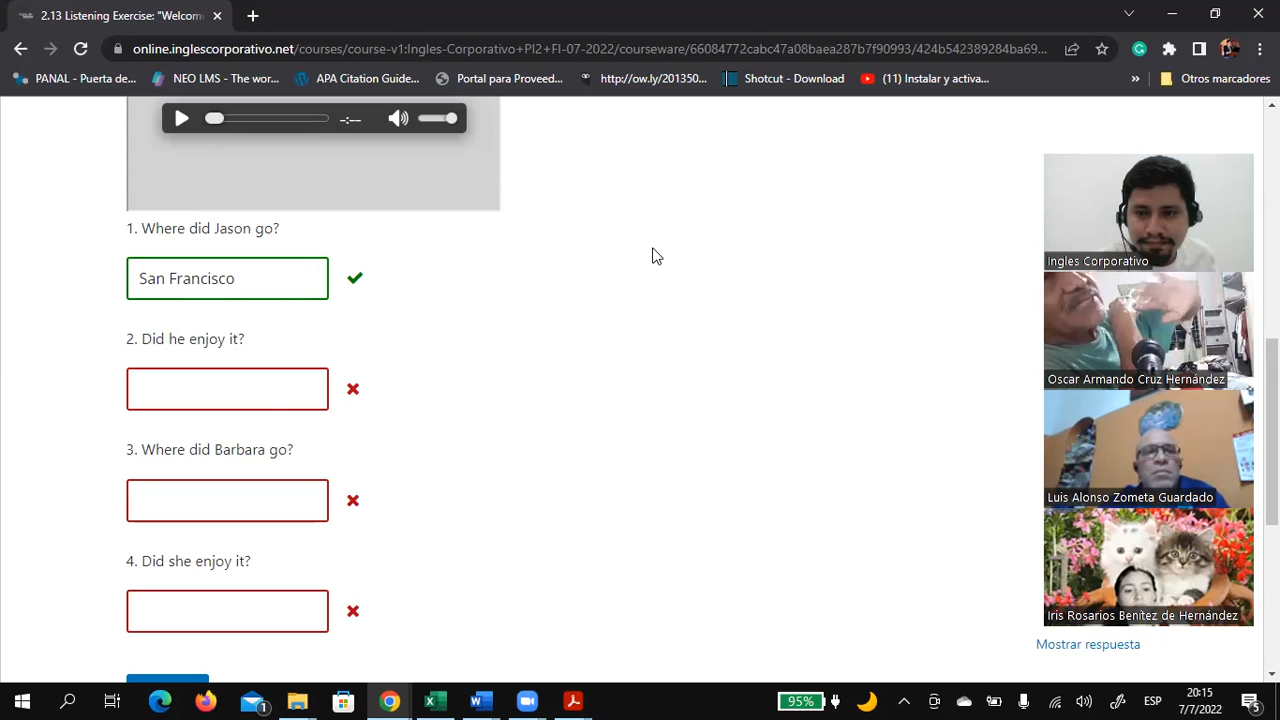 2.13 Listening Exercise: "Welcom
online.inglescorporativo.net/courses/course-v1:Ingles-Corporativo+PI2+FI-07-2022/courseware/66084772cabc47a08baea287b7f90993/424b542389284ba69...
PANAL - Puerta de... NEO LMS - The wor... APA Citation Guide... Portal para Proveed... http://ow.ly/201350... Shotcut - Download (11) Instalar y activa... » Otros marcadores
-:--
1. Where did Jason go?
San Francisco
2. Did he enjoy it?
3. Where did Barbara go?
4. Did she enjoy it?
Mostrar respuesta
Ingles Corporativo
Oscar Armando Cruz Hernández
Luis Alonso Zometa Guardado
Iris Rosarios Benítez de Hernández
1
95%
ESP
20:15
7/7/2022
5